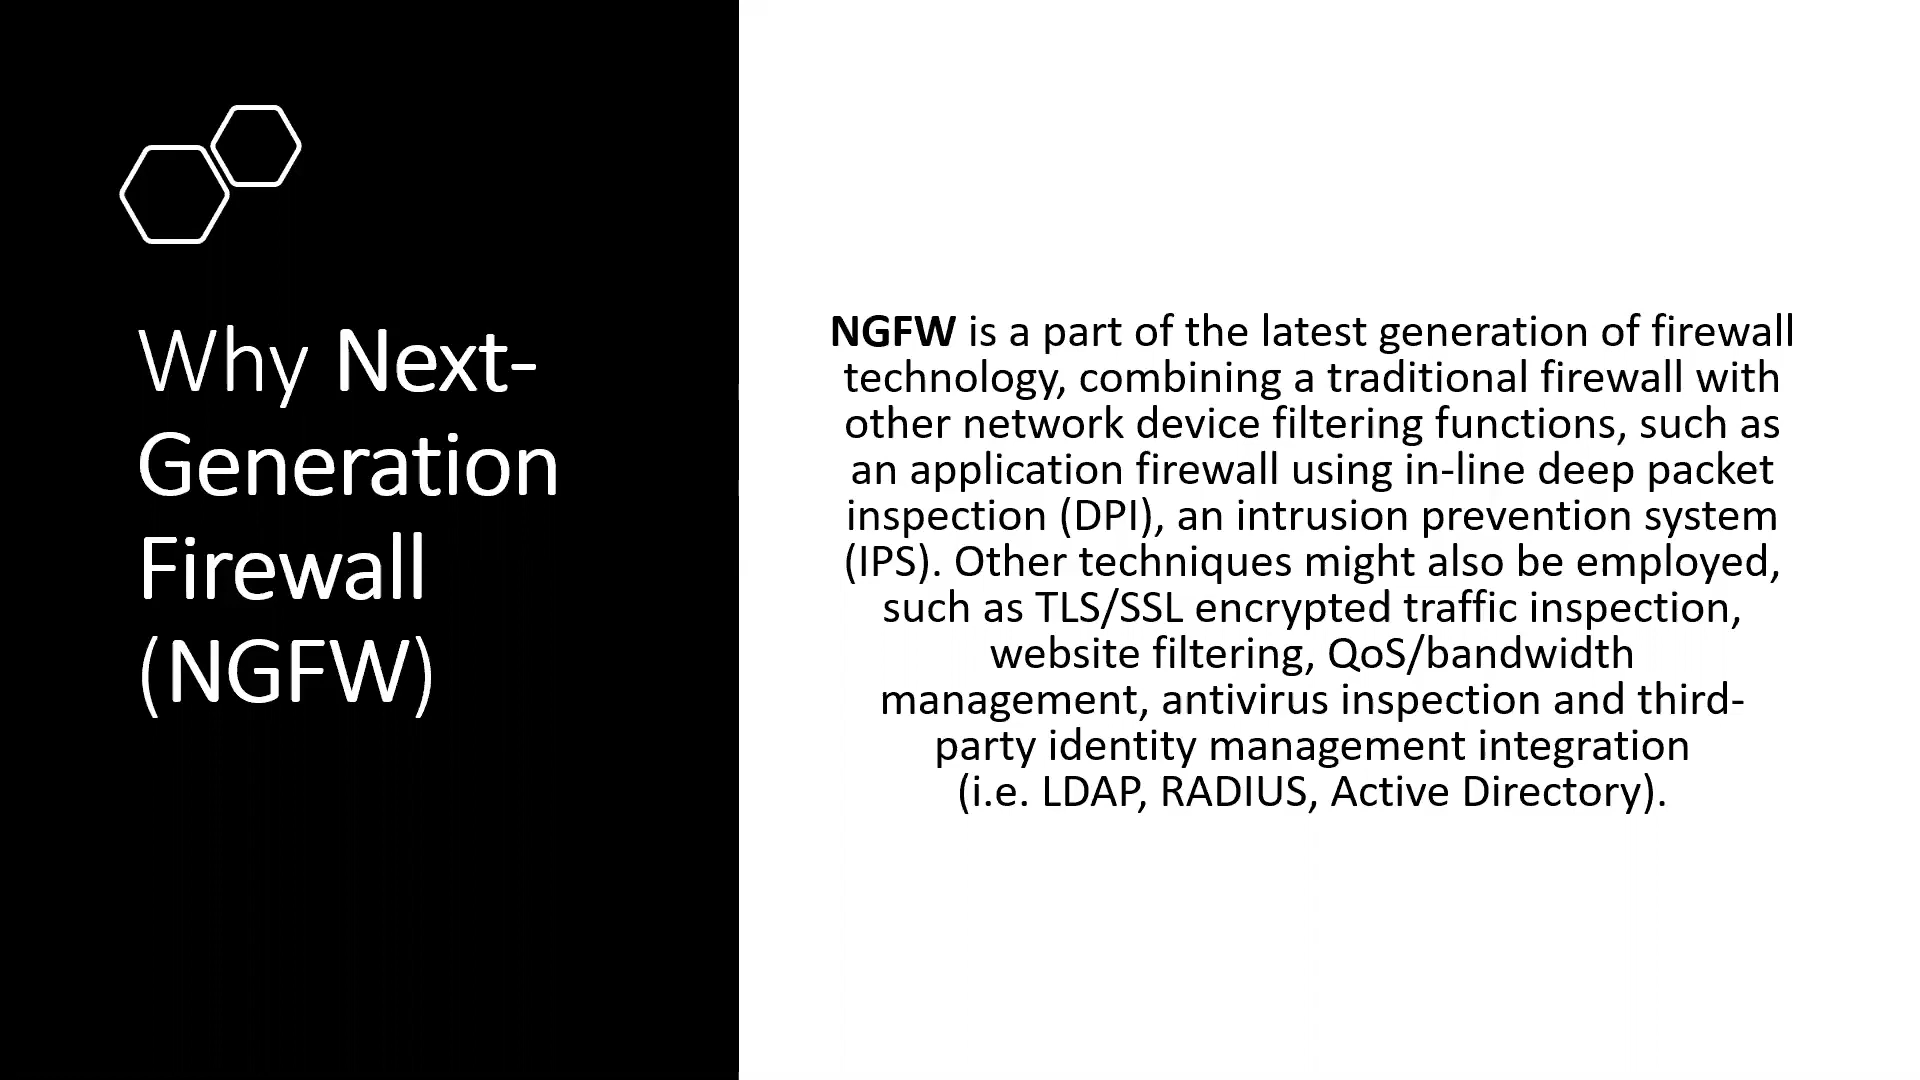 Why Next-
Generation
Firewall
(NGFW)
NGFW is a part of the latest generation of firewall
technology, combining a traditional firewall with
other network device filtering functions, such as
an application firewall using in-line deep packet
inspection (DPI), an intrusion prevention system
(IPS). Other techniques might also be employed,
such as TLS/SSL encrypted traffic inspection,
website filtering, QoS/bandwidth
management, antivirus inspection and third-
party identity management integration
(i.e. LDAP, RADIUS, Active Directory).